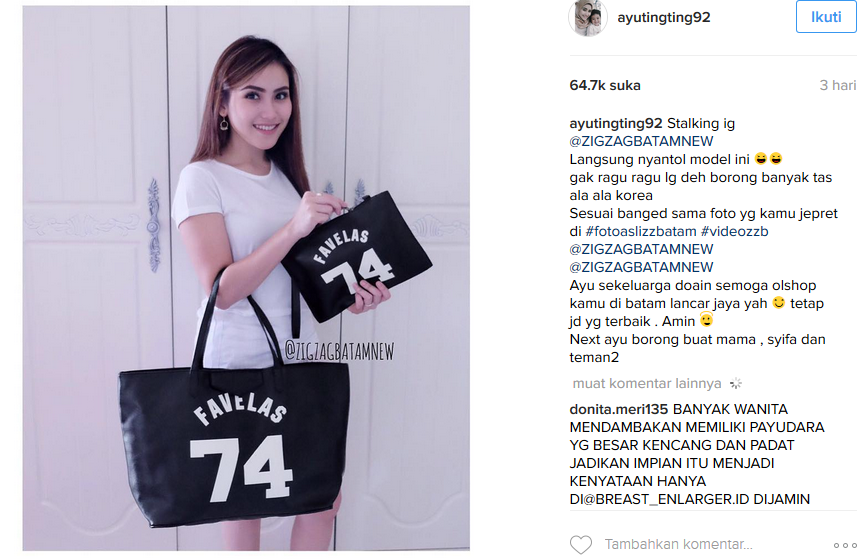 ayutingting92
Ikuti
64.7k suka
3 hari
ayutingting92 Stalking ig
@ZIGZAGBATAMNEW
Langsung nyantol model ini 😆😆
gak ragu ragu lg deh borong banyak tas
ala ala korea
Sesuai banged sama foto yg kamu jepret
di #fotoaslizzbatam #videozzb
@ZIGZAGBATAMNEW
@ZIGZAGBATAMNEW
Ayu sekeluarga doain semoga olshop
kamu di batam lancar jaya yah 😉 tetap
jd yg terbaik . Amin 😇
Next ayu borong buat mama , syifa dan
teman2
muat komentar lainnya
donita.meri135 BANYAK WANITA
MENDAMBAKAN MEMILIKI PAYUDARA
YG BESAR KENCANG DAN PADAT
JADIKAN IMPIAN ITU MENJADI
KENYATAAN HANYA
DI@BREAST_ENLARGER.ID DIJAMIN
Tambahkan komentar...
FAVELAS
74
@ZIGZAGBATAMNEW
FAVELAS
74